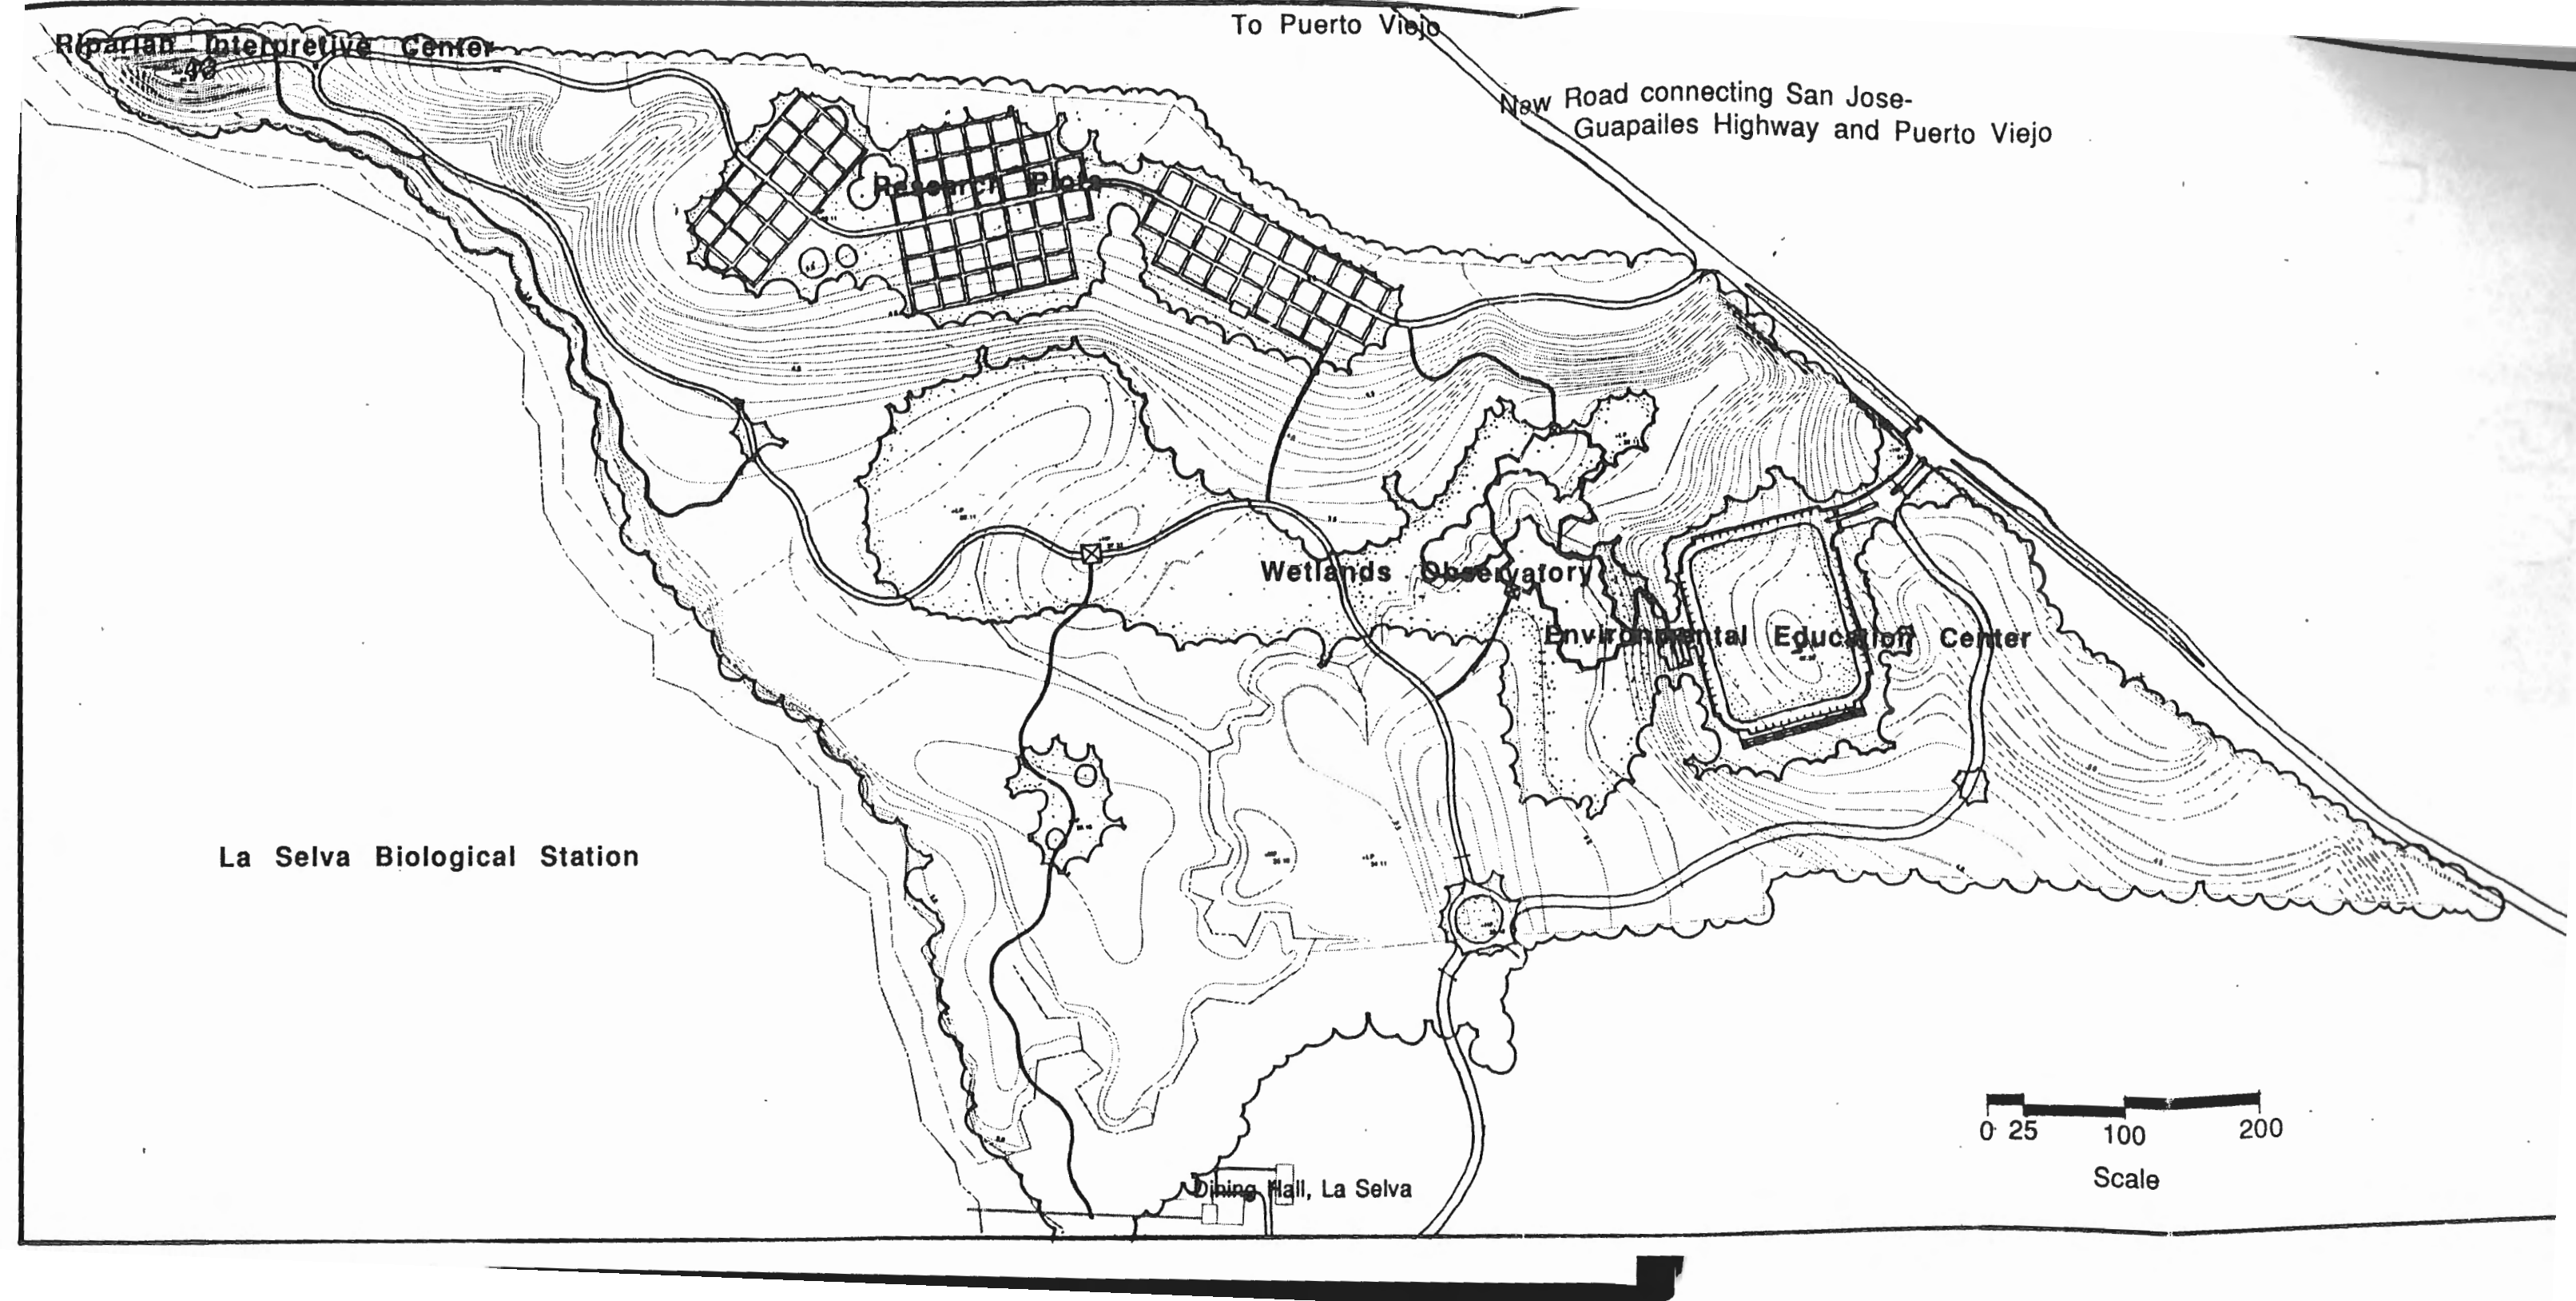 To Puerto Viejo
Riparian Interpretive Center
New Road connecting San Jose-
Guapailes Highway and Puerto Viejo
Research Plots
Wetlands Observatory
Environmental Education Center
La Selva Biological Station
0 25 100 200
Scale
Dining Hall, La Selva